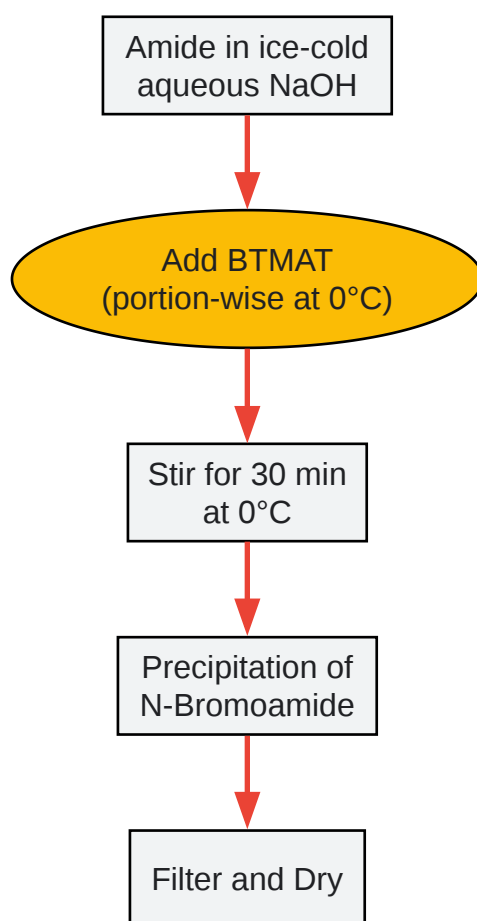 Amide in ice-cold
aqueous NaOH
Add BTMAT
(portion-wise at 0°C)
Stir for 30 min
at 0°C
Precipitation of
N-Bromoamide
Filter and Dry